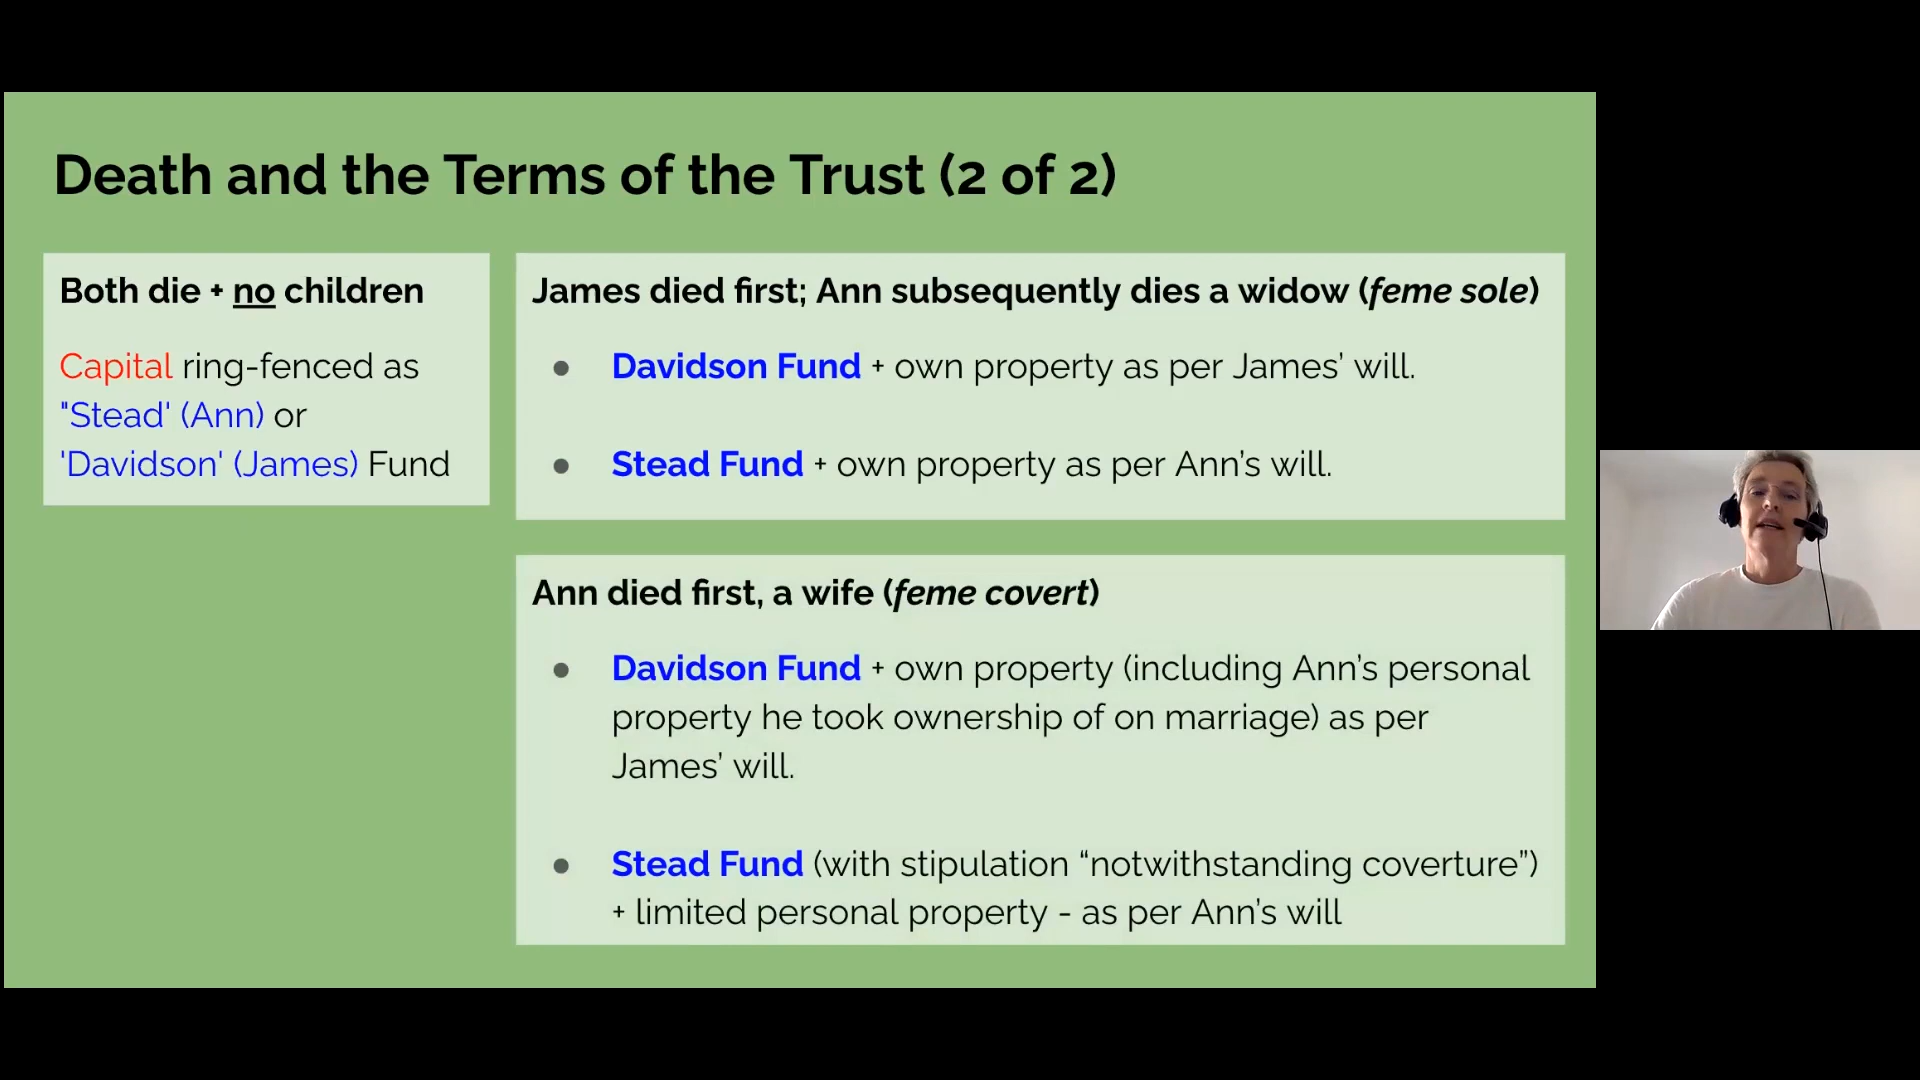 Death and the Terms of the Trust (2 of 2)
Both die + no children
Capital ring-fenced as
"Stead' (Ann) or
'Davidson' (James) Fund
James died first; Ann subsequently dies a widow (feme sole)
● Davidson Fund + own property as per James’ will.
● Stead Fund + own property as per Ann’s will.
Ann died first, a wife (feme covert)
● Davidson Fund + own property (including Ann’s personal
property he took ownership of on marriage) as per
James’ will.
● Stead Fund (with stipulation “notwithstanding coverture”)
+ limited personal property - as per Ann’s will